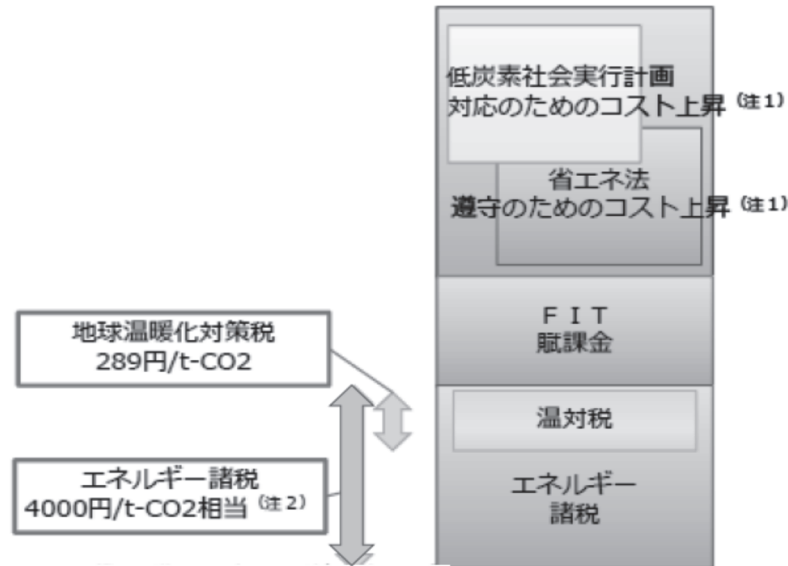 低炭素社会実行計画
対応のためのコスト上昇（注１）
省エネ法
遵守のためのコスト上昇（注１）
ＦＩＴ
賦課金
地球温暖化対策税
289円/t-CO2
温対税
エネルギー諸税
4000円/t-CO2相当（注２）
エネルギー
諸税